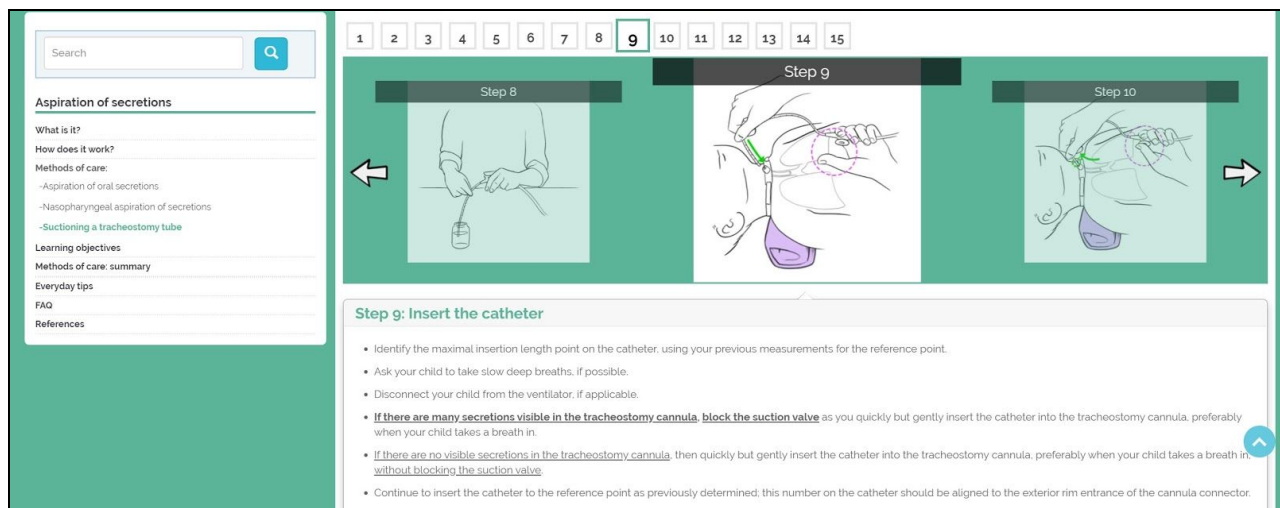 Search
Aspiration of secretions
What is it?
How does it work?
Methods of care:
-Aspiration of oral secretions
-Nasopharyngeal aspiration of secretions
-Suctioning a tracheostomy tube
Learning objectives
Methods of care: summary
Everyday tips
FAQ
References
1 2 3 4 5 6 7 8 9 10 11 12 13 14 15
Step 8
Step 9
Step 10
Step 9: Insert the catheter
• Identify the maximal insertion length point on the catheter, using your previous measurements for the reference point.
• Ask your child to take slow deep breaths, if possible.
• Disconnect your child from the ventilator, if applicable.
• If there are many secretions visible in the tracheostomy cannula, block the suction valve as you quickly but gently insert the catheter into the tracheostomy cannula, preferably
when your child takes a breath in.
• If there are no visible secretions in the tracheostomy cannula, then quickly but gently insert the catheter into the tracheostomy cannula, preferably when your child takes a breath in,
without blocking the suction valve.
• Continue to insert the catheter to the reference point as previously determined; this number on the catheter should be aligned to the exterior rim entrance of the cannula connector.